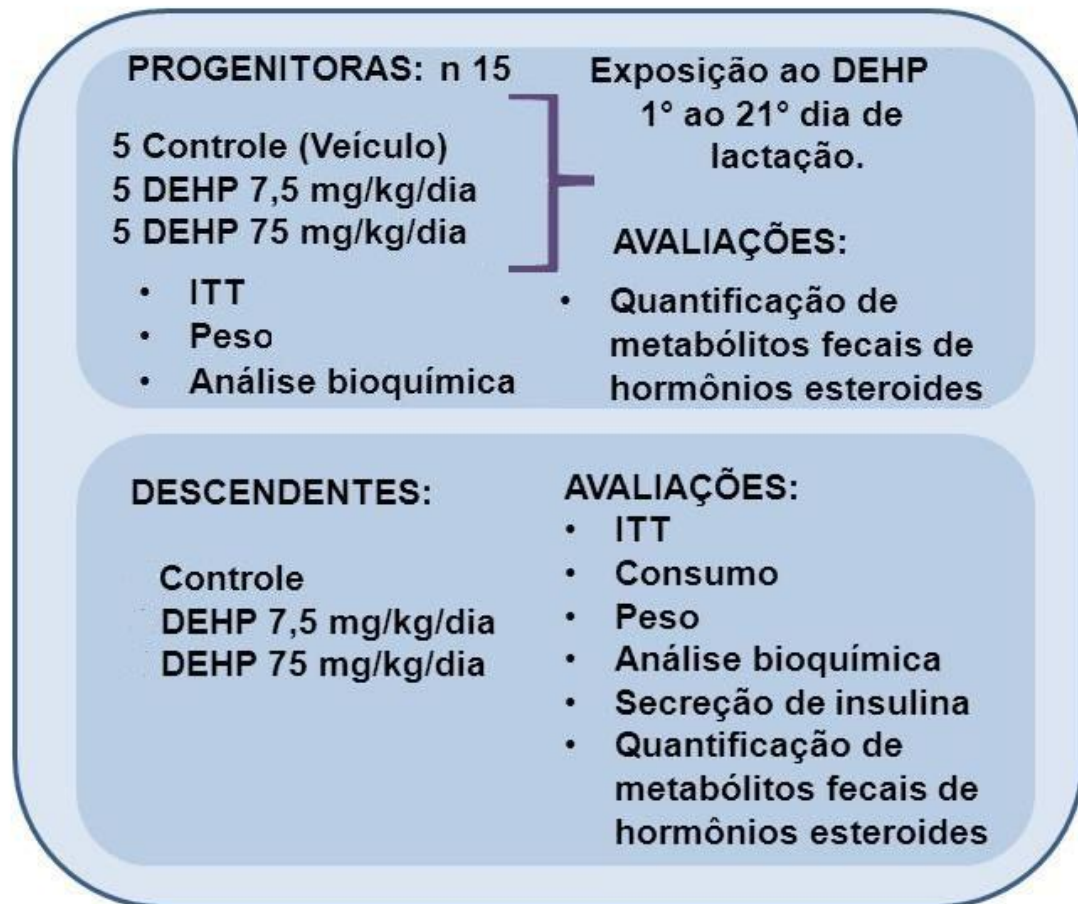 PROGENITORAS: n 15
5 Controle (Veículo)
5 DEHP 7,5 mg/kg/dia
5 DEHP 75 mg/kg/dia
• ITT
• Peso
• Análise bioquímica
Exposição ao DEHP
1° ao 21° dia de
lactação.
AVALIAÇÕES:
• Quantificação de
metabólitos fecais de
hormônios esteroides
DESCENDENTES:
Controle
DEHP 7,5 mg/kg/dia
DEHP 75 mg/kg/dia
AVALIAÇÕES:
• ITT
• Consumo
• Peso
• Análise bioquímica
• Secreção de insulina
• Quantificação de
metabólitos fecais de
hormônios esteroides